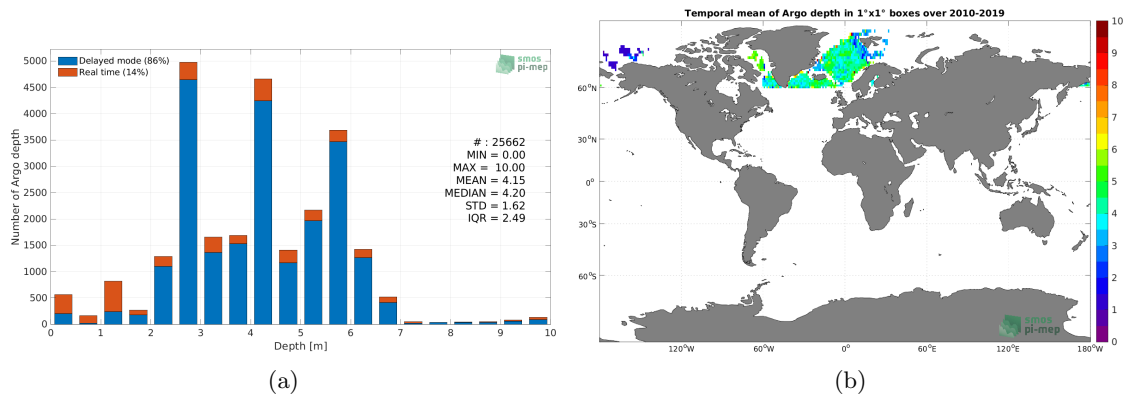 Delayed mode (86%)
Real time (14%)
smos
pi-mep
5000
4500
4000
3500
3000
2500
2000
1500
1000
500
0
Number of Argo depth
# : 25662
MIN = 0.00
MAX = 10.00
MEAN = 4.15
MEDIAN = 4.20
STD = 1.62
IQR = 2.49
0 1 2 3 4 5 6 7 8 9 10
Depth [m]
(a)
Temporal mean of Argo depth in 1°x1° boxes over 2010-2019
60°N
30°N
0°
30°S
60°S
120°W 60°W 0° 60°E 120°E 180°W
smos
pi-mep
10
9
8
7
6
5
4
3
2
1
0
(b)